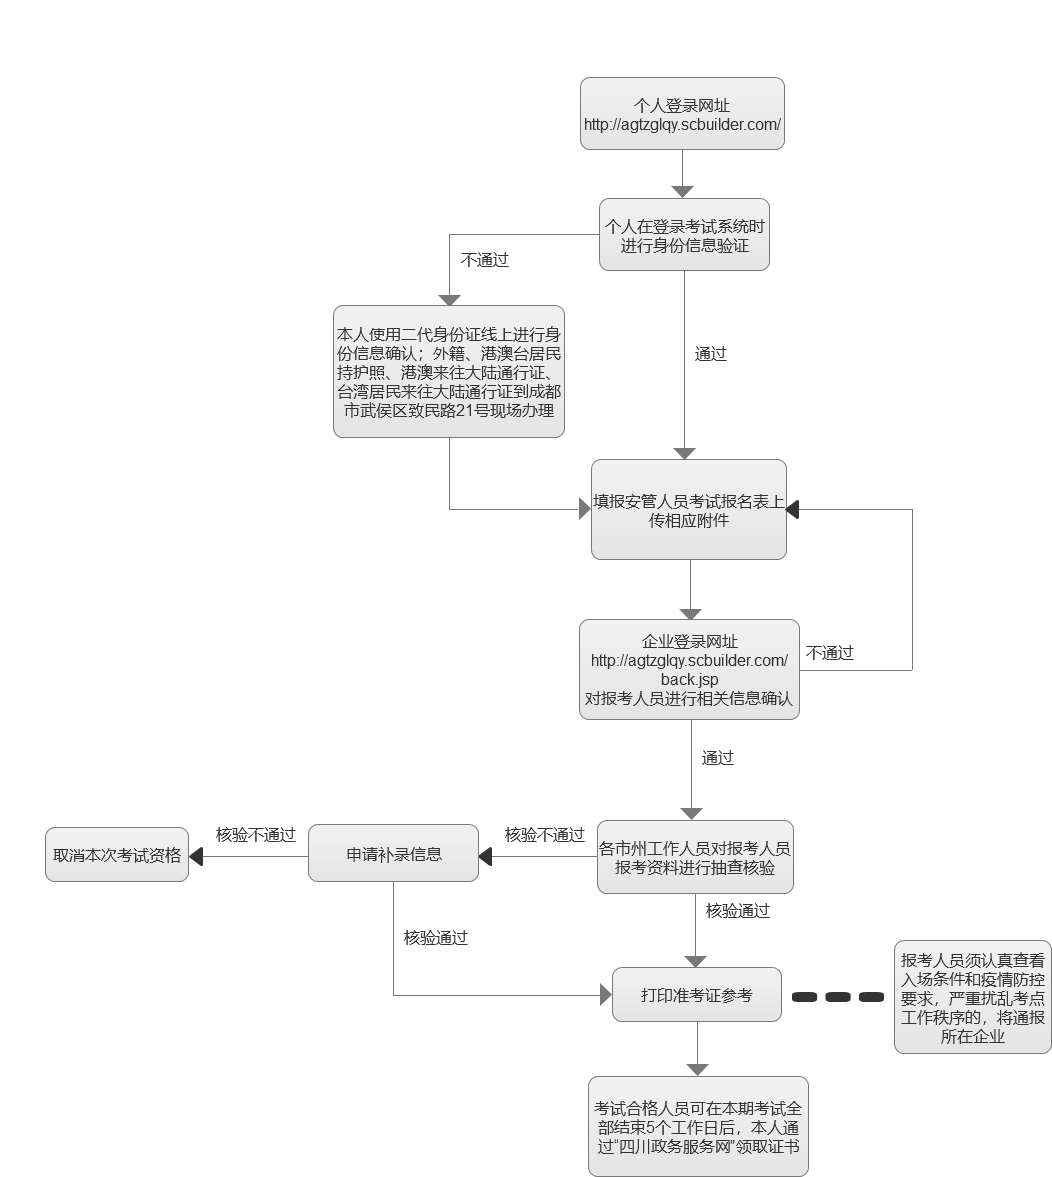 个人登录网址
http://agtzglqy.scbuilder.com/
个人在登录考试系统时
进行身份信息验证
不通过
本人使用二代身份证线上进行身
份信息确认；外籍、港澳台居民
持护照、港澳来往大陆通行证、
台湾居民来往大陆通行证到成都
市武侯区致民路21号现场办理
通过
填报安管人员考试报名表上
传相应附件
企业登录网址
http://agtzglqy.scbuilder.com/
back.jsp
对报考人员进行相关信息确认
不通过
通过
各市州工作人员对报考人员
报考资料进行抽查核验
核验不通过
申请补录信息
核验不通过
取消本次考试资格
核验通过
核验通过
打印准考证参考
报考人员须认真查看
入场条件和疫情防控
要求，严重扰乱考点
工作秩序的，将通报
所在企业
考试合格人员可在本期考试全
部结束5个工作日后，本人通
过“四川政务服务网”领取证书